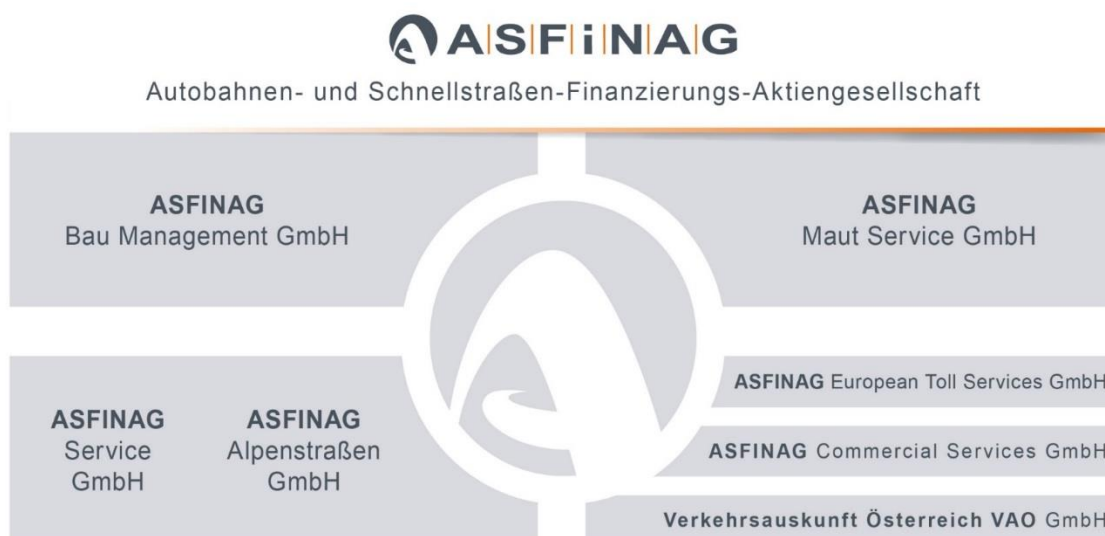 ASFiNAG
Autobahnen- und Schnellstraßen-Finanzierungs-Aktiengesellschaft
ASFINAG
Bau Management GmbH
ASFINAG
Maut Service GmbH
ASFINAG
Service
GmbH
ASFINAG
Alpenstraßen
GmbH
ASFINAG European Toll Services GmbH
ASFINAG Commercial Services GmbH
Verkehrsauskunft Österreich VAO GmbH